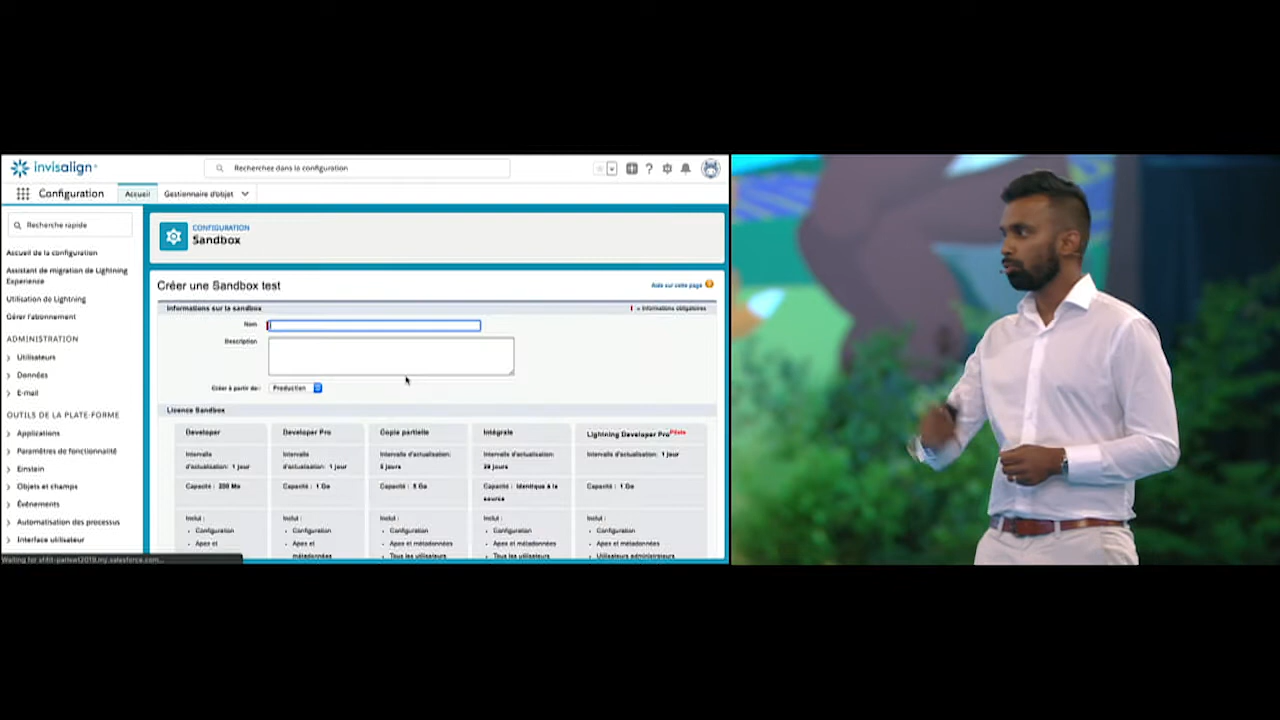 invisalign
Recherchez dans la configuration
Configuration
Accueil
Gestionnaire d'objet
Recherche rapide
CONFIGURATION
Sandbox
Accueil de la configuration
Assistant de migration de Lightning
Experience
Utilisation de Lightning
Gérer l'abonnement
ADMINISTRATION
Utilisateurs
Données
E-mail
OUTILS DE LA PLATE-FORME
Applications
Paramètres de fonctionnalité
Einstein
Objets et champs
Événements
Automatisation des processus
Interface utilisateur
Créer une Sandbox test
Aide sur cette page
Informations sur la sandbox
= Informations obligatoires
Nom
Description
Créer à partir de :
Production
Licence Sandbox
Developer
Intervalle
d'actualisation: 1 jour
Capacité : 200 Mo
Inclut :
Configuration
Apex et
Developer Pro
Intervalle
d'actualisation: 1 jour
Capacité : 1 Go
Inclut :
Configuration
Apex et
métadonnées
Copie partielle
Intervalle d'actualisation:
5 jours
Capacité : 5 Go
Inclut :
Configuration
Apex et métadonnées
Tous les utilisateurs
Intégrale
Intervalle d'actualisation:
29 jours
Capacité : Identique à la
source
Inclut :
Configuration
Apex et métadonnées
Tous les utilisateurs
Lightning Developer Pro Pilote
Intervalle d'actualisation: 1 jour
Capacité : 1 Go
Inclut :
Configuration
Apex et métadonnées
Utilisateurs administrateurs